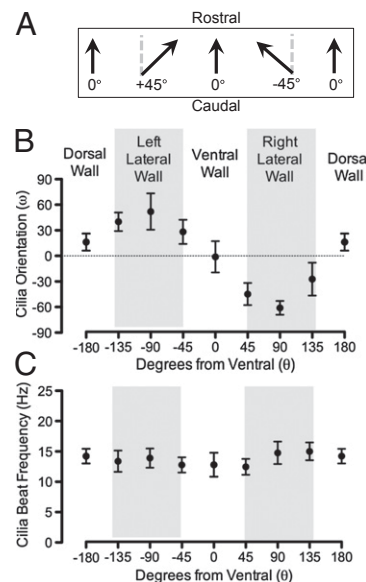 A
Rostral
0° +45° 0° -45° 0°
Caudal
B
Dorsal Wall
Left Lateral Wall
Ventral Wall
Right Lateral Wall
Dorsal Wall
Cilia Orientation (ω)
90
60
30
0
-30
-60
-90
-180 -135 -90 -45 0 45 90 135 180
Degrees from Ventral (θ)
C
Cilia Beat Frequency (Hz)
25
20
15
10
5
0
-180 -135 -90 -45 0 45 90 135 180
Degrees from Ventral (θ)